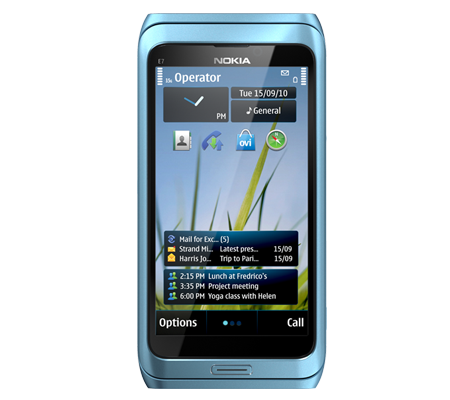 E7
NOKIA
Operator
Tue 15/09/10
PM
General
ovi
Mail for Exc... (5)
Strand Mi... Latest pres... 15/09
Harris Jo... Trip to Pari... 15/09
2:15 PM Lunch at Fredrico's
3:35 PM Project meeting
6:00 PM Yoga class with Helen
Options
Call